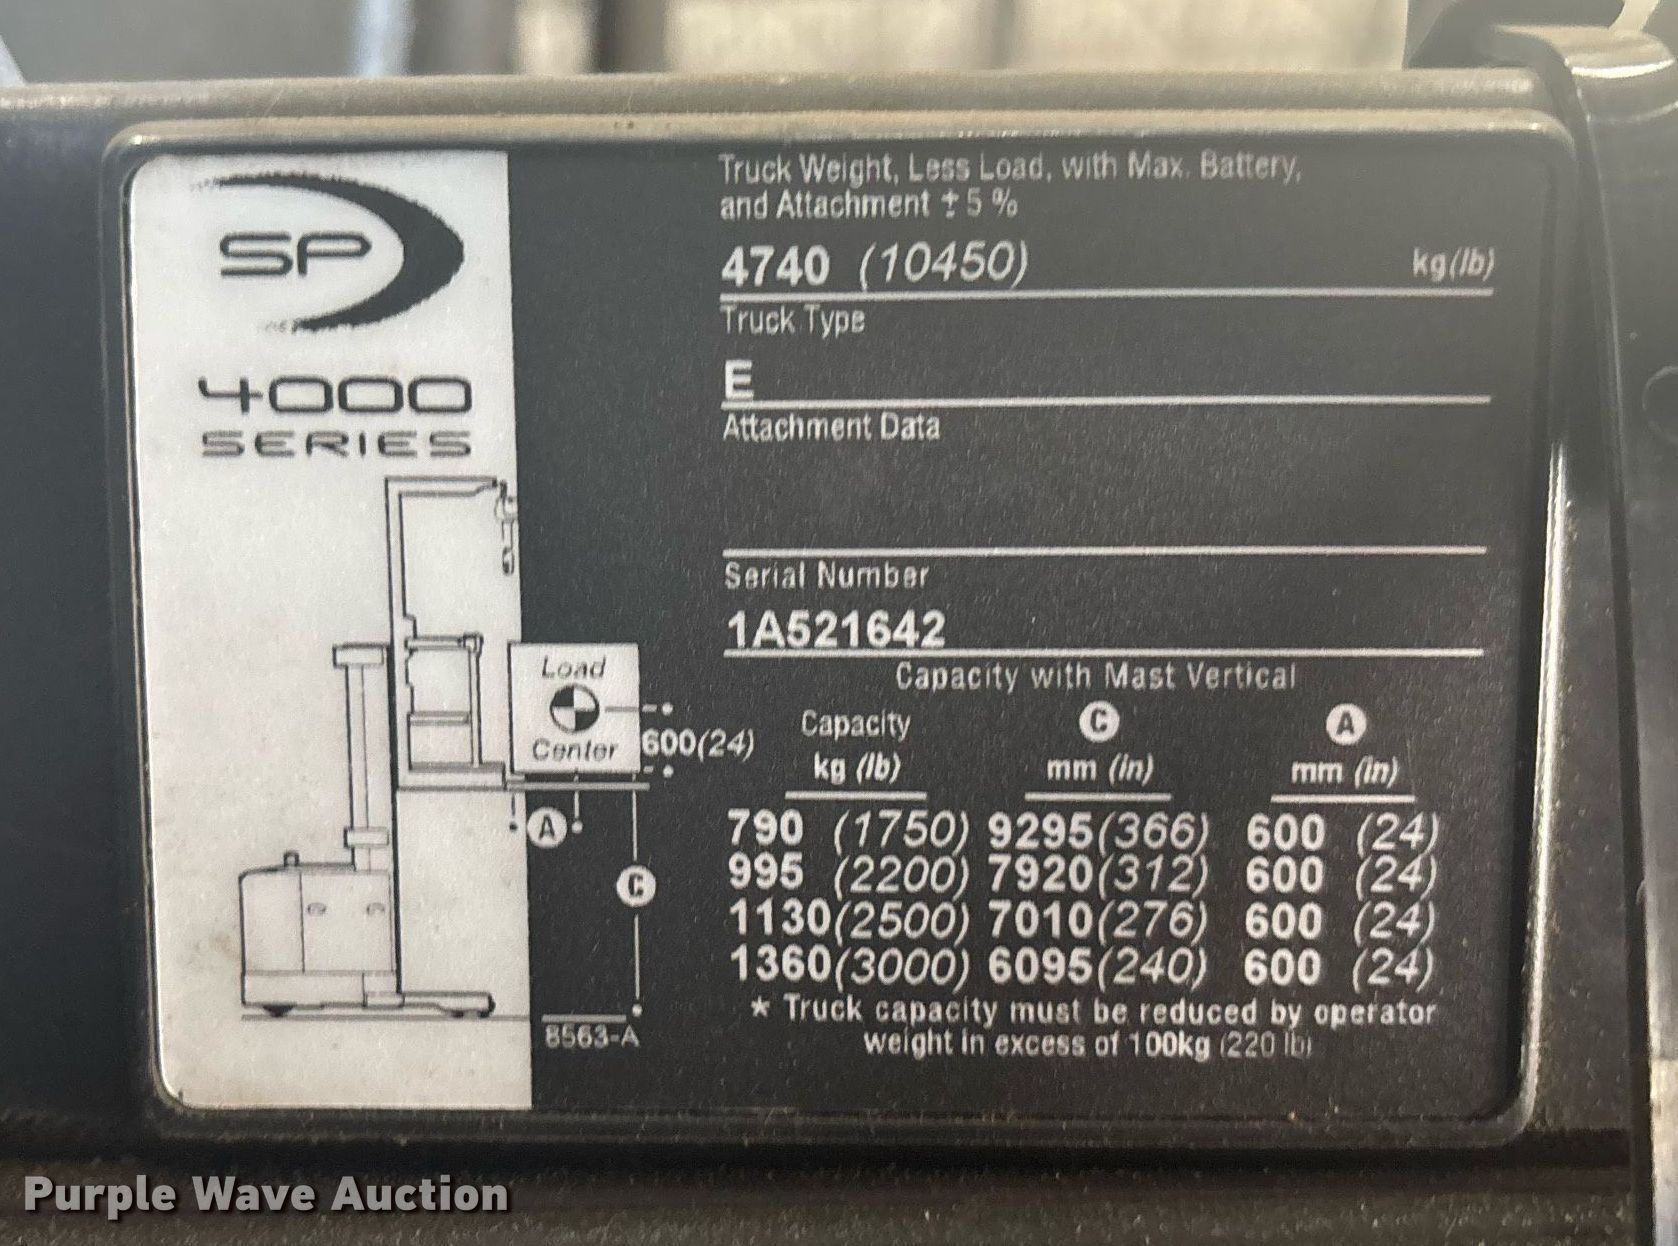 SP
4000
SERIES
Load
Center
600(24)
A
C
8563-A
Truck Weight, Less Load, with Max. Battery,
and Attachment ± 5 %
4740 (10450) kg(lb)
Truck Type
E
Attachment Data
Serial Number
1A521642
Capacity with Mast Vertical
Capacity C A
kg (lb) mm (in) mm (in)
790 (1750) 9295(366) 600 (24)
995 (2200) 7920(312) 600 (24)
1130(2500) 7010(276) 600 (24)
1360(3000) 6095(240) 600 (24)
* Truck capacity must be reduced by operator
weight in excess of 100kg (220 lb)
Purple Wave Auction